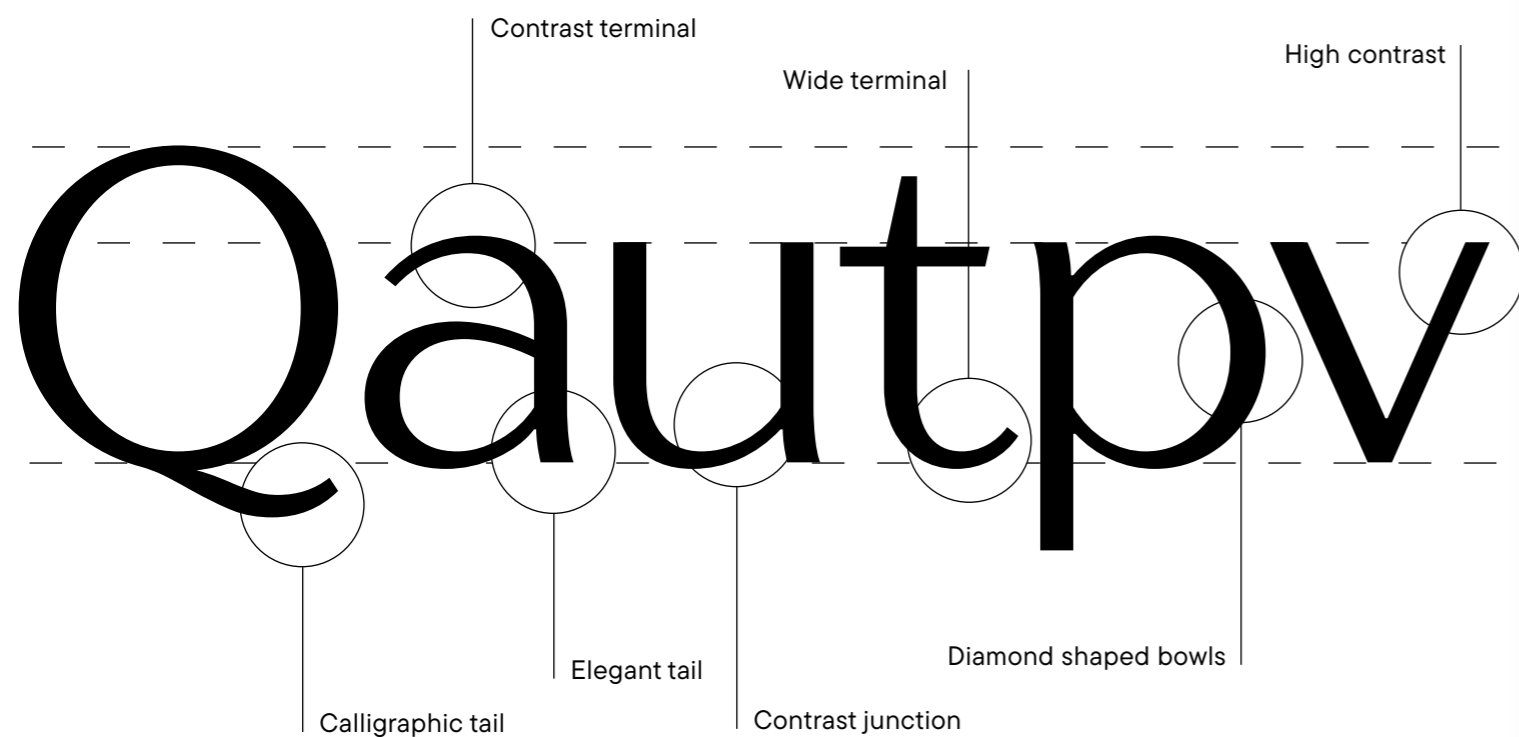 Contrast terminal
High contrast
Wide terminal
Qautpv
Diamond shaped bowls
Elegant tail
Contrast junction
Calligraphic tail